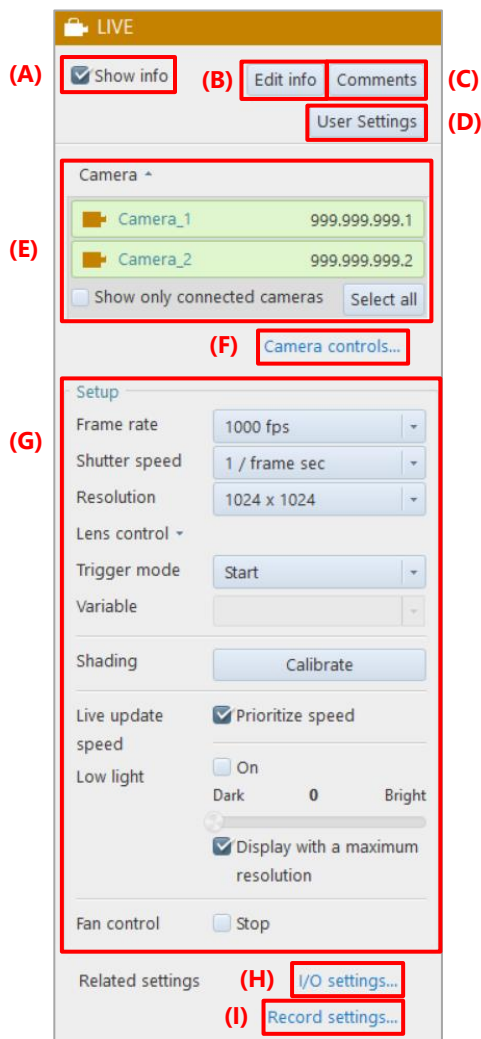 LIVE
(A) Show info (B) Edit info Comments (C)
User Settings (D)
Camera
(E) Camera_1 999.999.999.1
Camera_2 999.999.999.2
Show only connected cameras Select all
(F) Camera controls...
(G) Setup
Frame rate 1000 fps
Shutter speed 1 / frame sec
Resolution 1024 x 1024
Lens control
Trigger mode Start
Variable
Shading Calibrate
Live update speed Prioritize speed
Low light On
Dark 0 Bright
Display with a maximum
resolution
Fan control Stop
Related settings (H) I/O settings...
(I) Record settings...